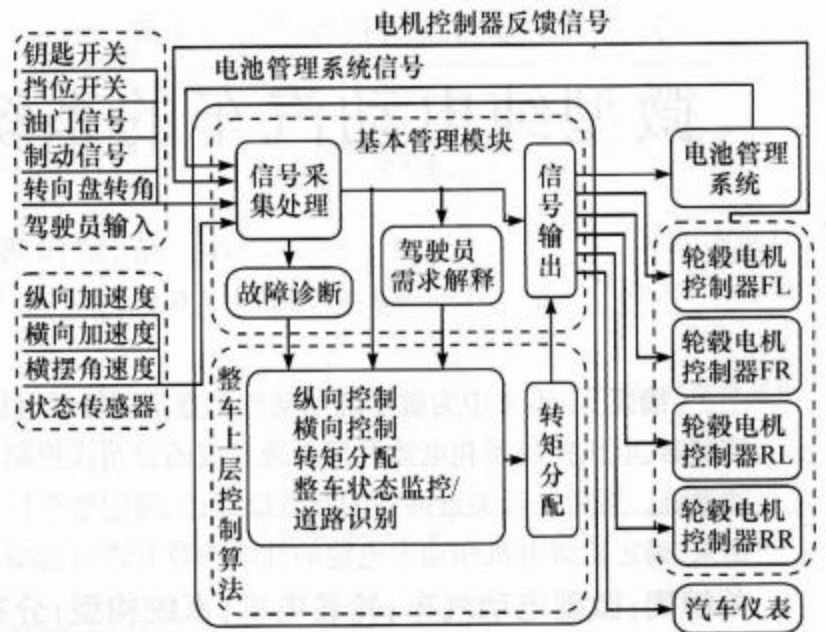 电机控制器反馈信号
电池管理系统信号
钥匙开关
挡位开关
油门信号
制动信号
转向盘转角
驾驶员输入
纵向加速度
横向加速度
横摆角速度
状态传感器
基本管理模块
信号采
集处理
故障诊断
驾驶员
需求解释
信号输出
整车上层控制算法
纵向控制
横向控制
转矩分配
整车状态监控/
道路识别
转矩分配
电池管理
系统
轮毂电机
控制器FL
轮毂电机
控制器FR
轮毂电机
控制器RL
轮毂电机
控制器RR
汽车仪表